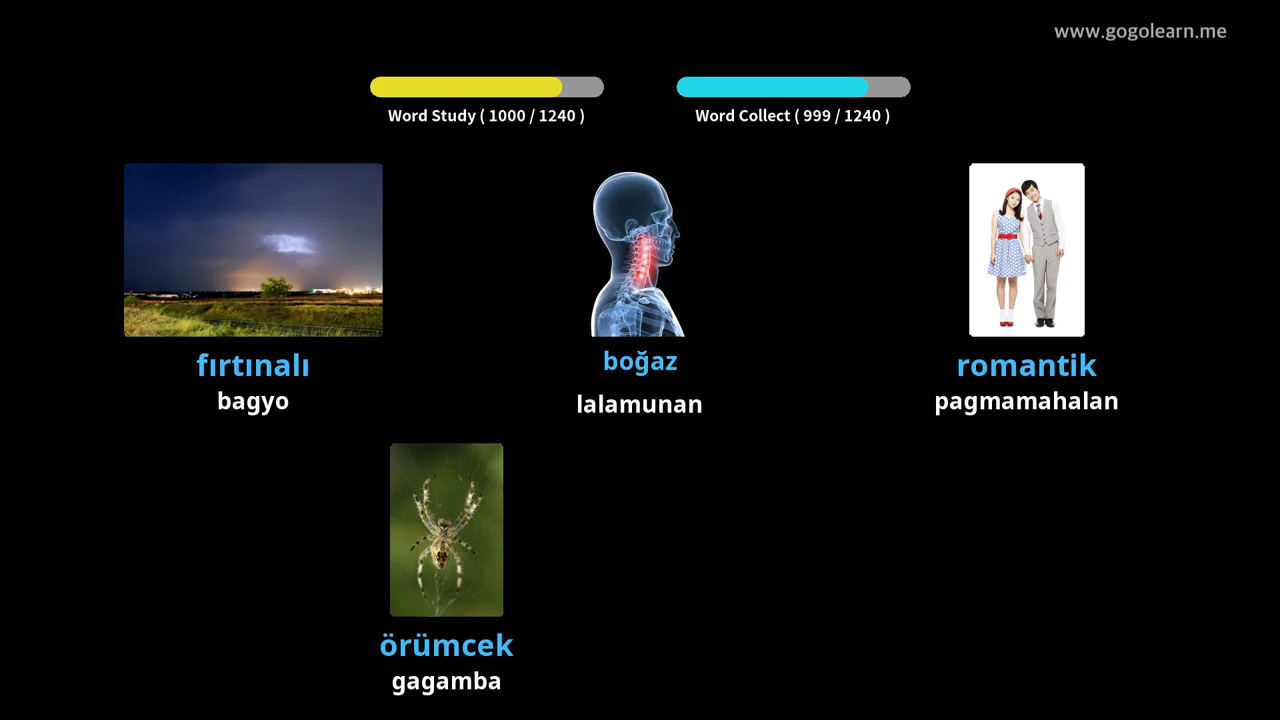 www.gogolearn.me
Word Study ( 1000 / 1240 )
Word Collect ( 999 / 1240 )
fırtınalı
bagyo
boğaz
lalamunan
romantik
pagmamahalan
örümcek
gagamba